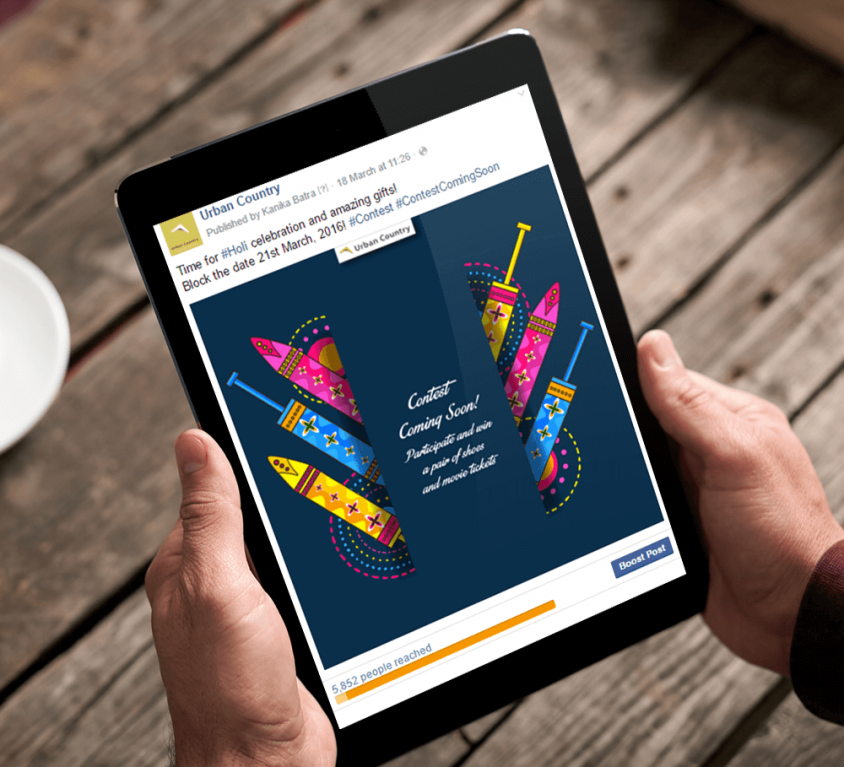 Urban Country
Published by Kanika Batra [?] · 18 March at 11:26 ·
Time for #Holi celebration and amazing gifts!
Block the date 21st March, 2016! #Contest #ContestComingSoon
Urban Country
Urban Country
Contest
Coming Soon!
Participate and win
a pair of shoes
and movie tickets
5,852 people reached
Boost Post